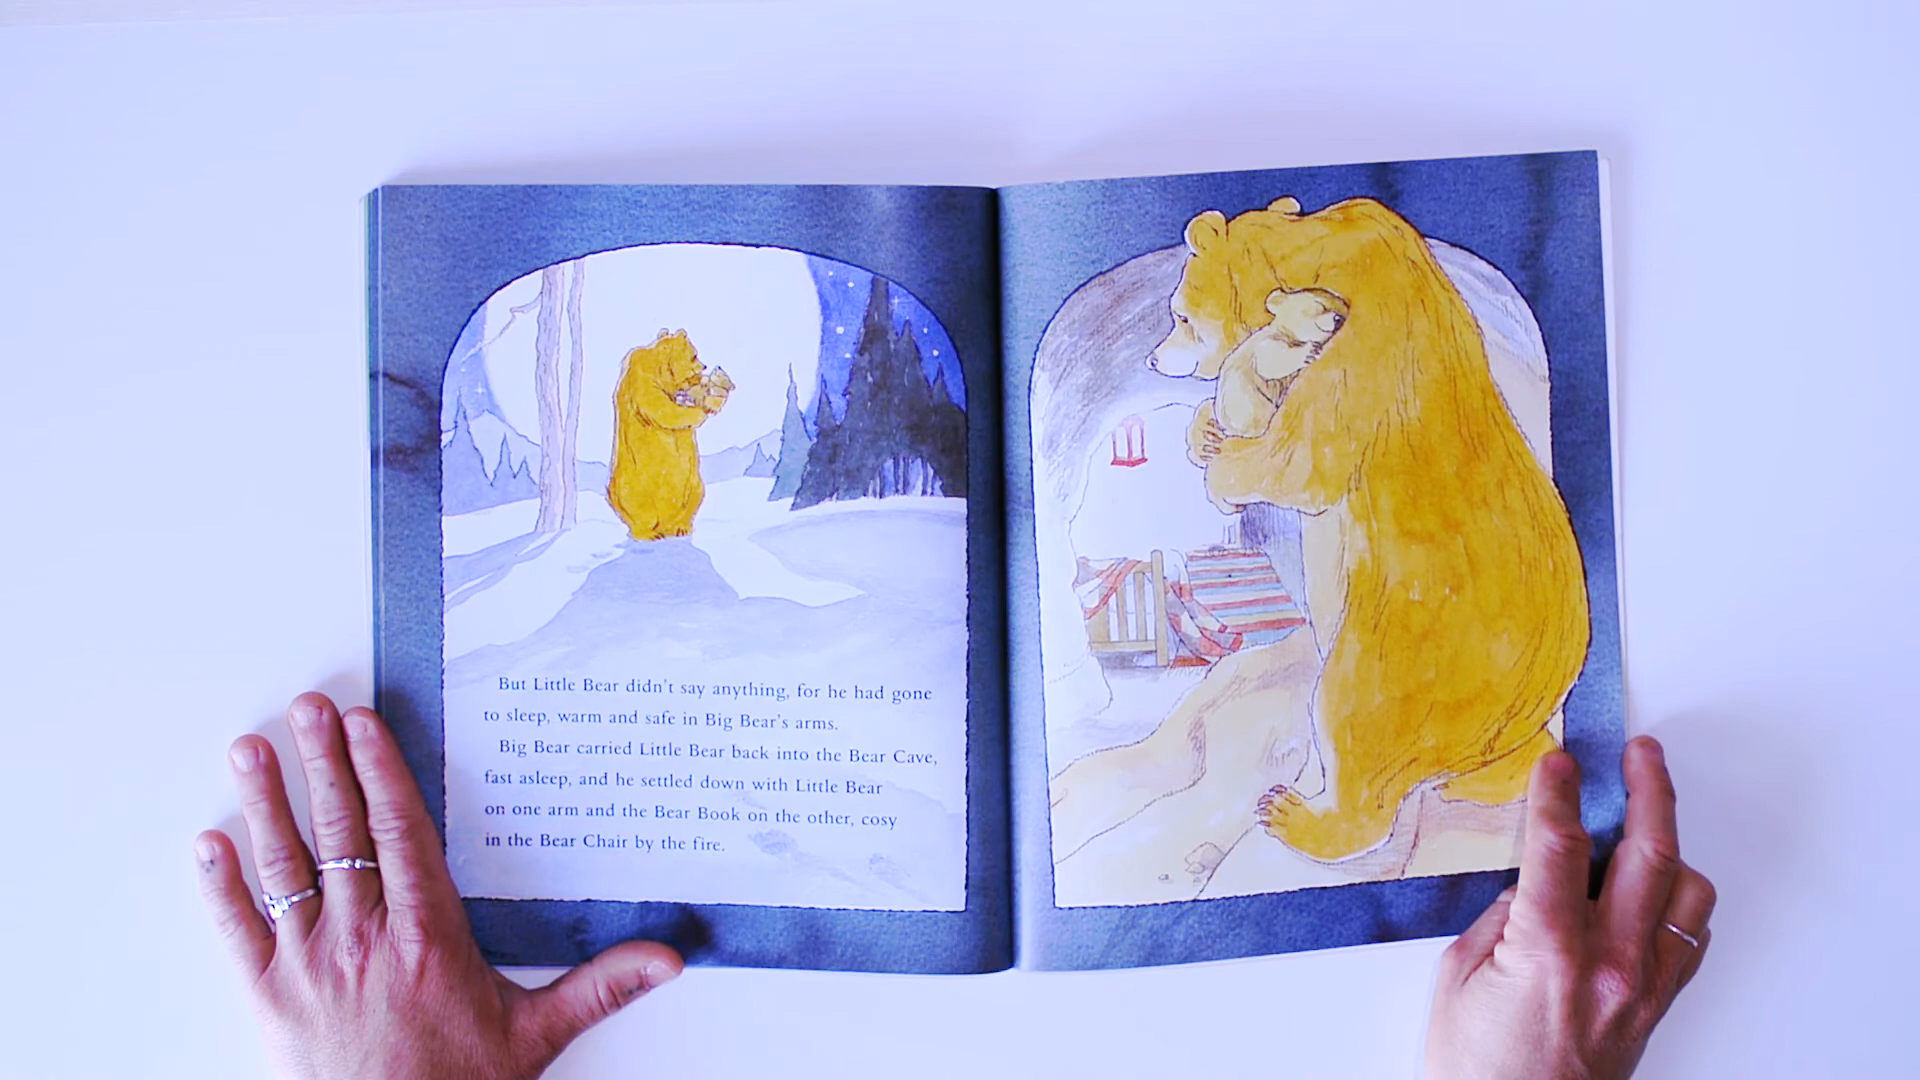 But Little Bear didn't say anything, for he had gone
to sleep, warm and safe in Big Bear's arms.
Big Bear carried Little Bear back into the Bear Cave,
fast asleep, and he settled down with Little Bear
on one arm and the Bear Book on the other, cosy
in the Bear Chair by the fire.